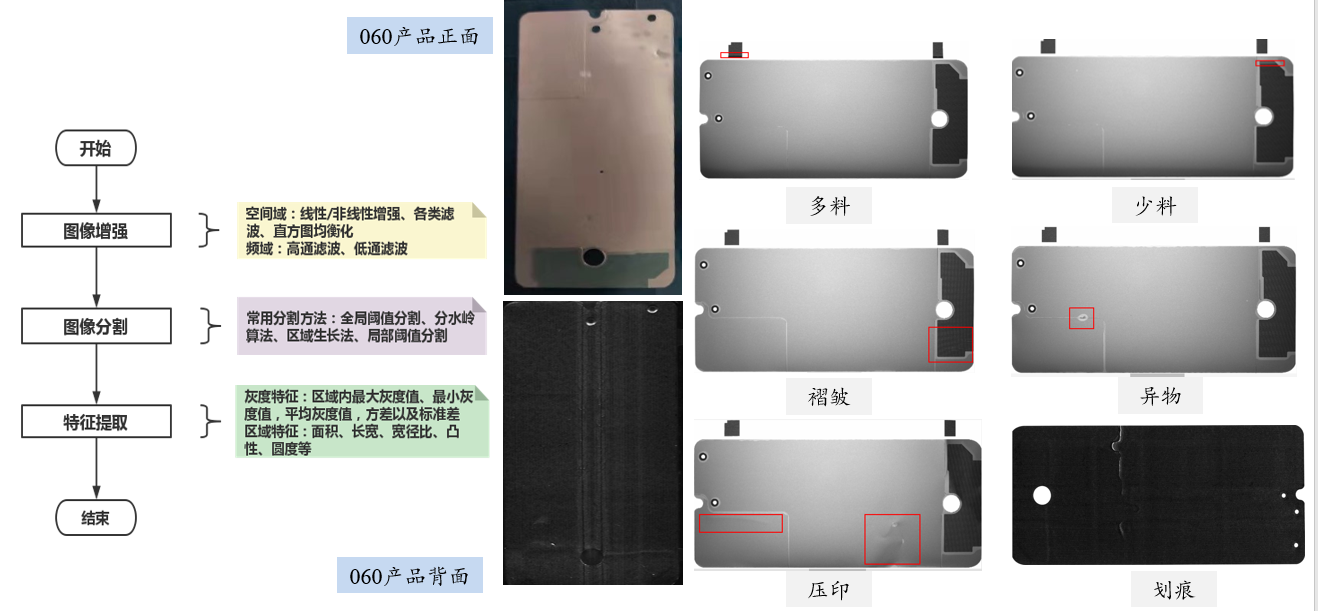 060产品正面
开始
图像增强
空间域：线性/非线性增强、各类滤
波、直方图均衡化
频域：高通滤波、低通滤波
图像分割
常用分割方法：全局阈值分割、分水岭
算法、区域生长法、局部阈值分割
特征提取
灰度特征：区域内最大灰度值、最小灰
度值，平均灰度值，方差以及标准差
区域特征：面积、长宽、宽径比、凸
性、圆度等
结束
060产品背面
多料
少料
褶皱
异物
压印
划痕